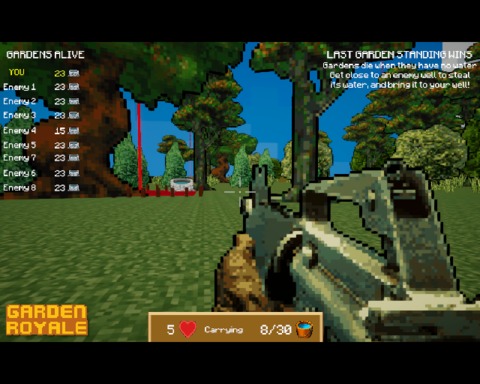 GARDENS ALIVE
YOU 23
Enemy 1 23
Enemy 2 23
Enemy 3 23
Enemy 4 15
Enemy 5 23
Enemy 7 23
Enemy 6 23
Enemy 8 23
LAST GARDEN STANDING WINS
Gardens die when they have no water
Get close to an enemy well to steal
its water, and bring it to your well!
GARDEN
ROYALE
5 Carrying 8/30